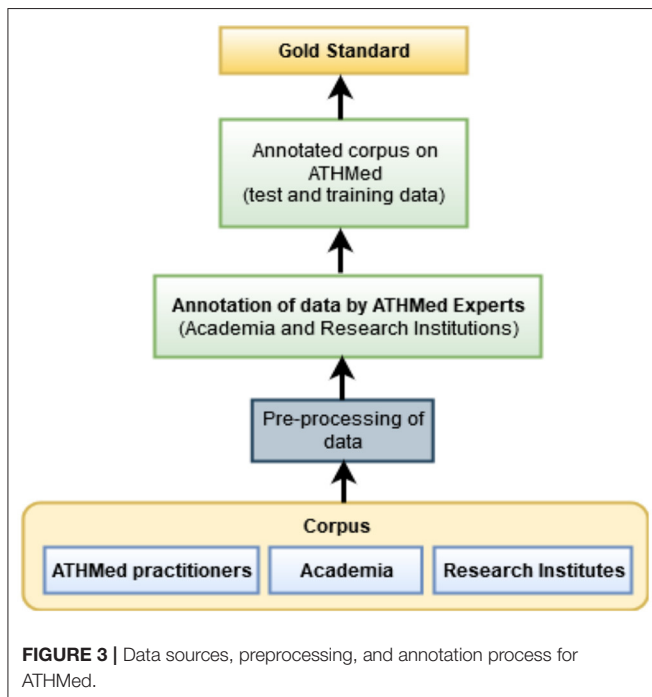 Gold Standard
Annotated corpus on
ATHMed
(test and training data)
Annotation of data by ATHMed Experts
(Academia and Research Institutions)
Pre-processing of
data
Corpus
ATHMed practitioners
Academia
Research Institutes
FIGURE 3 | Data sources, preprocessing, and annotation process for
ATHMed.